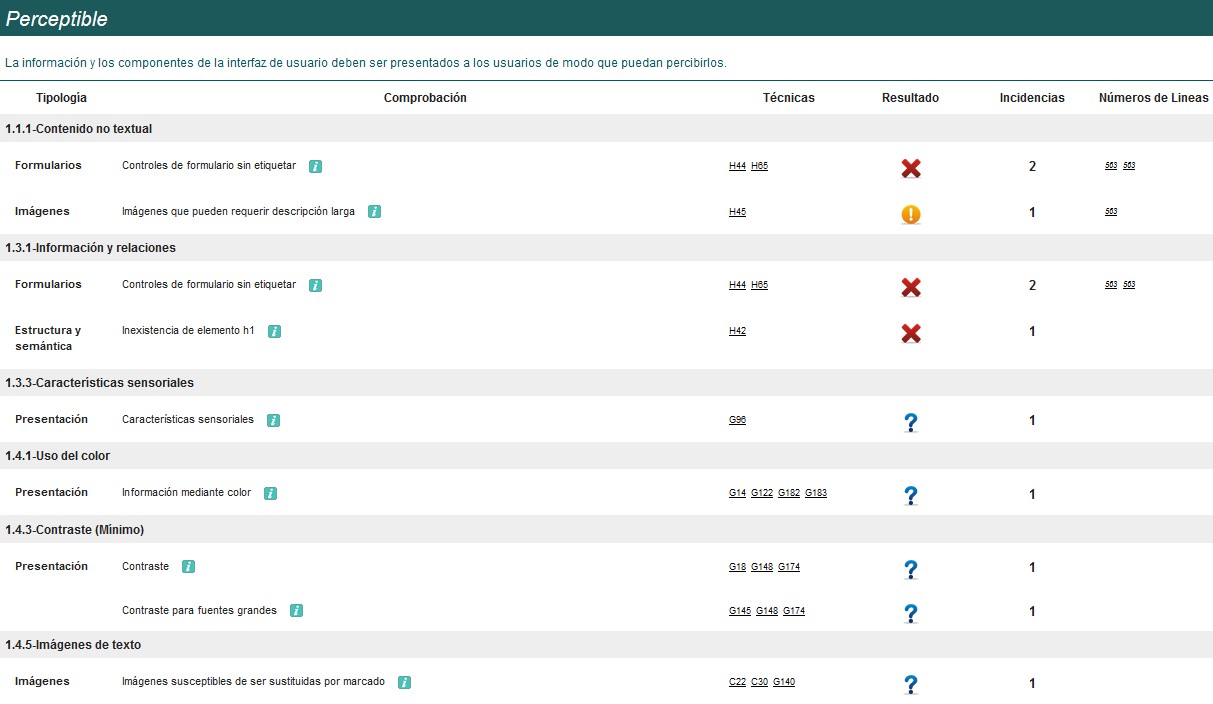 Perceptible
La información y los componentes de la interfaz de usuario deben ser presentados a los usuarios de modo que puedan percibirlos.
Tipología Comprobación Técnicas Resultado Incidencias Números de Lineas
1.1.1-Contenido no textual
Formularios Controles de formulario sin etiquetar i H44 H65 2 563 563
Imágenes Imágenes que pueden requerir descripción larga i H45 ! 1 563
1.3.1-Información y relaciones
Formularios Controles de formulario sin etiquetar i H44 H65 2 563 563
Estructura y semántica Inexistencia de elemento h1 i H42 1
1.3.3-Características sensoriales
Presentación Características sensoriales i G96 ? 1
1.4.1-Uso del color
Presentación Información mediante color i G14 G122 G182 G183 ? 1
1.4.3-Contraste (Mínimo)
Presentación Contraste i G18 G148 G174 ? 1
Contraste para fuentes grandes i G145 G148 G174 ? 1
1.4.5-Imágenes de texto
Imágenes Imágenes susceptibles de ser sustituidas por marcado i C22 C30 G140 ? 1